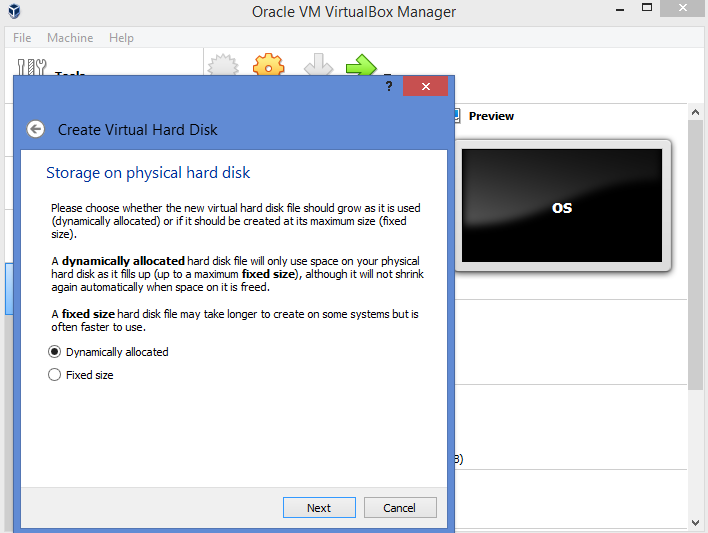 Oracle VM VirtualBox Manager
File Machine Help
?
Create Virtual Hard Disk
Preview
Storage on physical hard disk
OS
Please choose whether the new virtual hard disk file should grow as it is used
(dynamically allocated) or if it should be created at its maximum size (fixed
size).
A dynamically allocated hard disk file will only use space on your physical
hard disk as it fills up (up to a maximum fixed size), although it will not shrink
again automatically when space on it is freed.
A fixed size hard disk file may take longer to create on some systems but is
often faster to use.
Dynamically allocated
Fixed size
Next Cancel